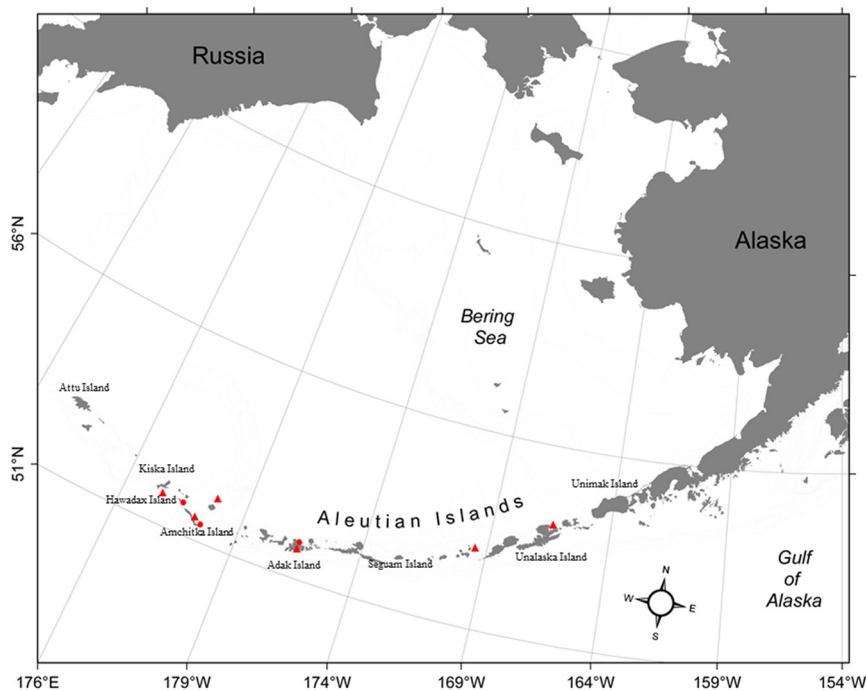 Russia
56°N
Alaska
Bering
Sea
Attu Island
51°N
Kiska Island
Hawadax Island
Amchitka Island
Aleutian Islands
Unimak Island
Adak Island
Seguam Island
Unalaska Island
Gulf
of
Alaska
N
W
E
S
176°E
179°W
174°W
169°W
164°W
159°W
154°W